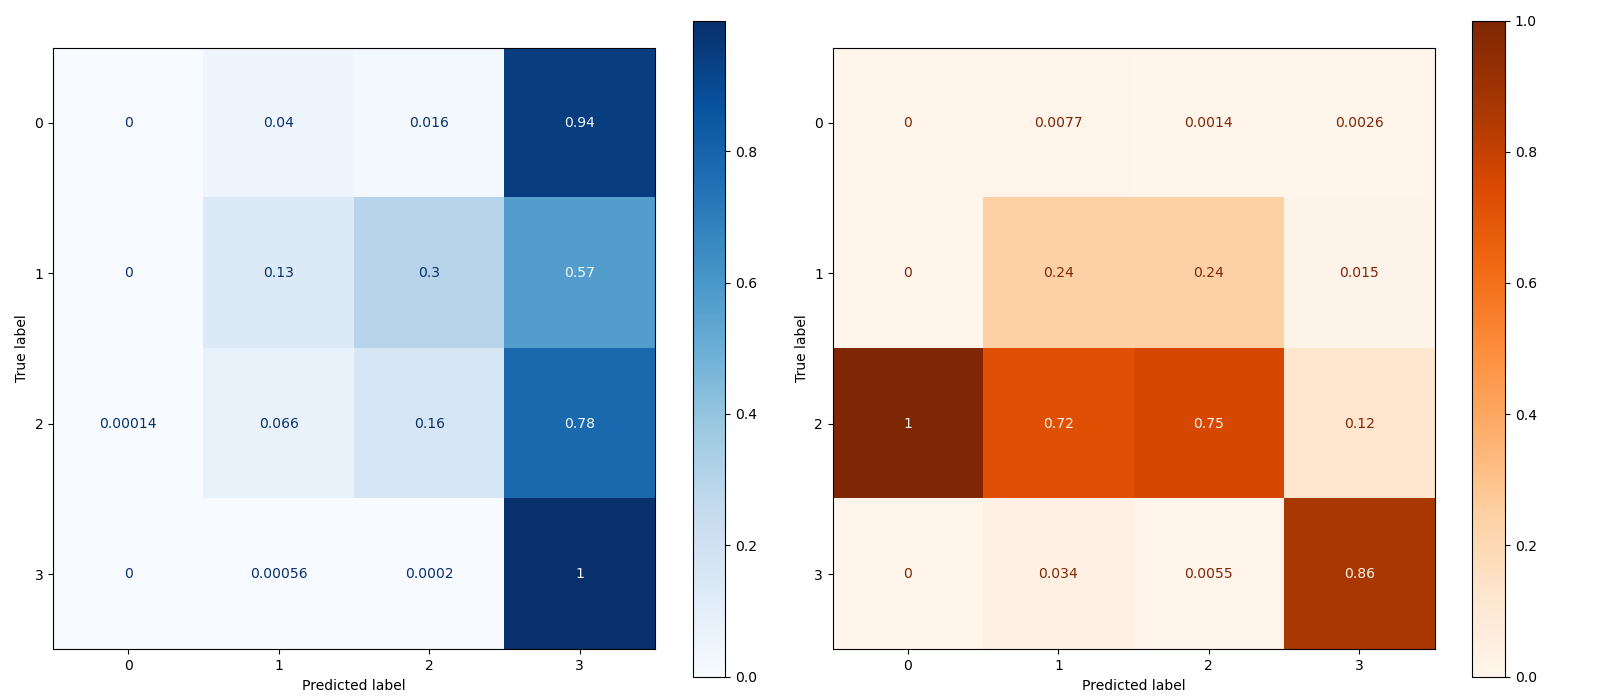 0 0 0.04 0.016 0.94
1 0 0.13 0.3 0.57
2 0.00014 0.066 0.16 0.78
3 0 0.00056 0.0002 1
0 1 2 3
True label
Predicted label
0.8
0.6
0.4
0.2
0.0
0 0 0.0077 0.0014 0.0026
1 0 0.24 0.24 0.015
2 1 0.72 0.75 0.12
3 0 0.034 0.0055 0.86
0 1 2 3
True label
Predicted label
1.0
0.8
0.6
0.4
0.2
0.0